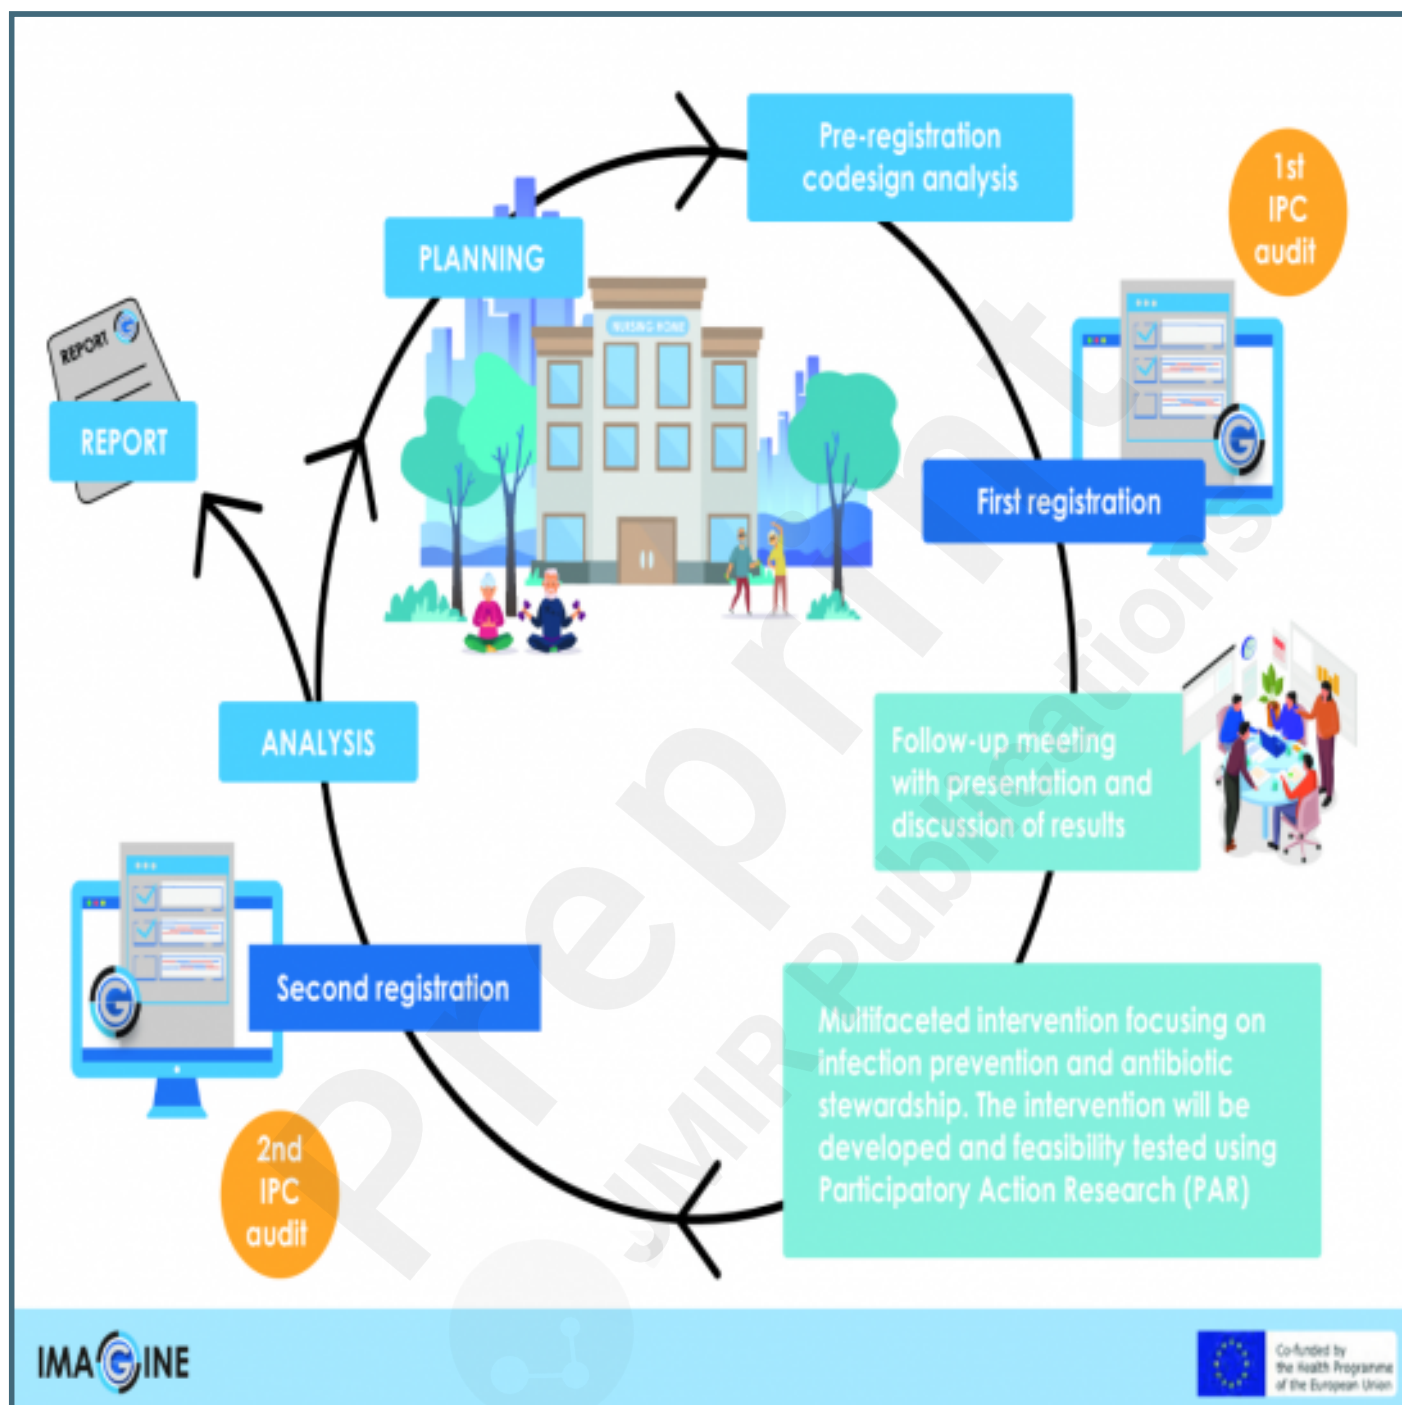 Pre-registration
codesign analysis
1st
IPC
audit
PLANNING
NURSING HOME
REPORT
REPORT
First registration
Follow-up meeting
with presentation and
discussion of results
ANALYSIS
Second registration
Multifaceted intervention focusing on
infection prevention and antibiotic
stewardship. The intervention will be
developed and feasibility tested using
Participatory Action Research (PAR)
2nd
IPC
audit
Preprint
JMIR Publications
IMAGINE
Co-funded by
the Health Programme
of the European Union